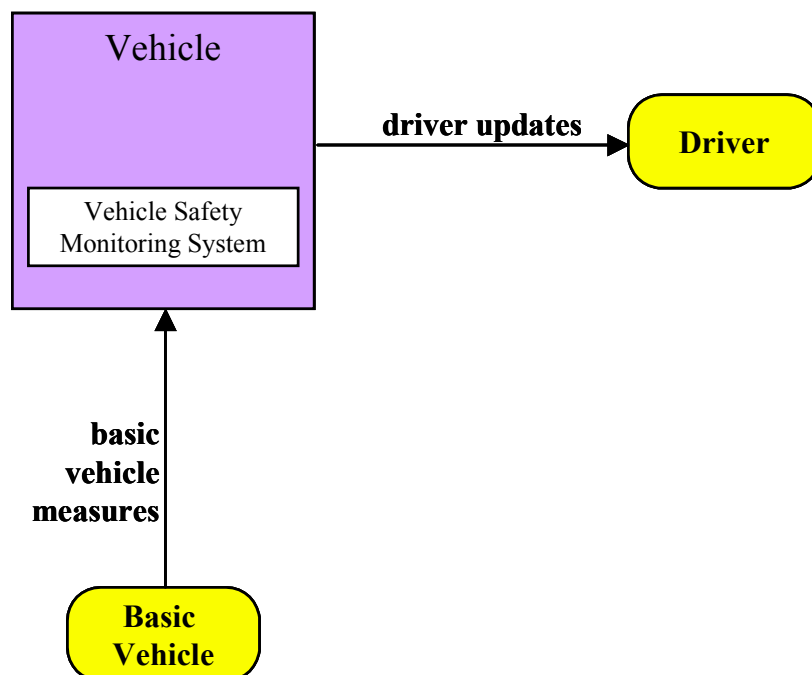 Vehicle
driver updates
Driver
Vehicle Safety
Monitoring System
basic
vehicle
measures
Basic
Vehicle